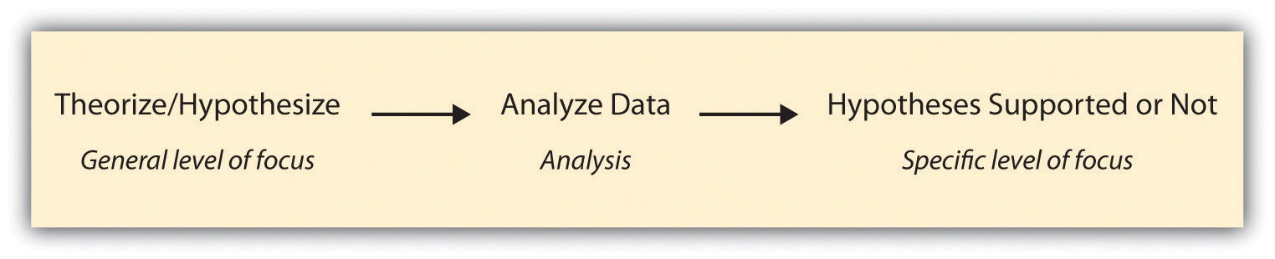 Theorize/Hypothesize
General level of focus
Analyze Data
Analysis
Hypotheses Supported or Not
Specific level of focus